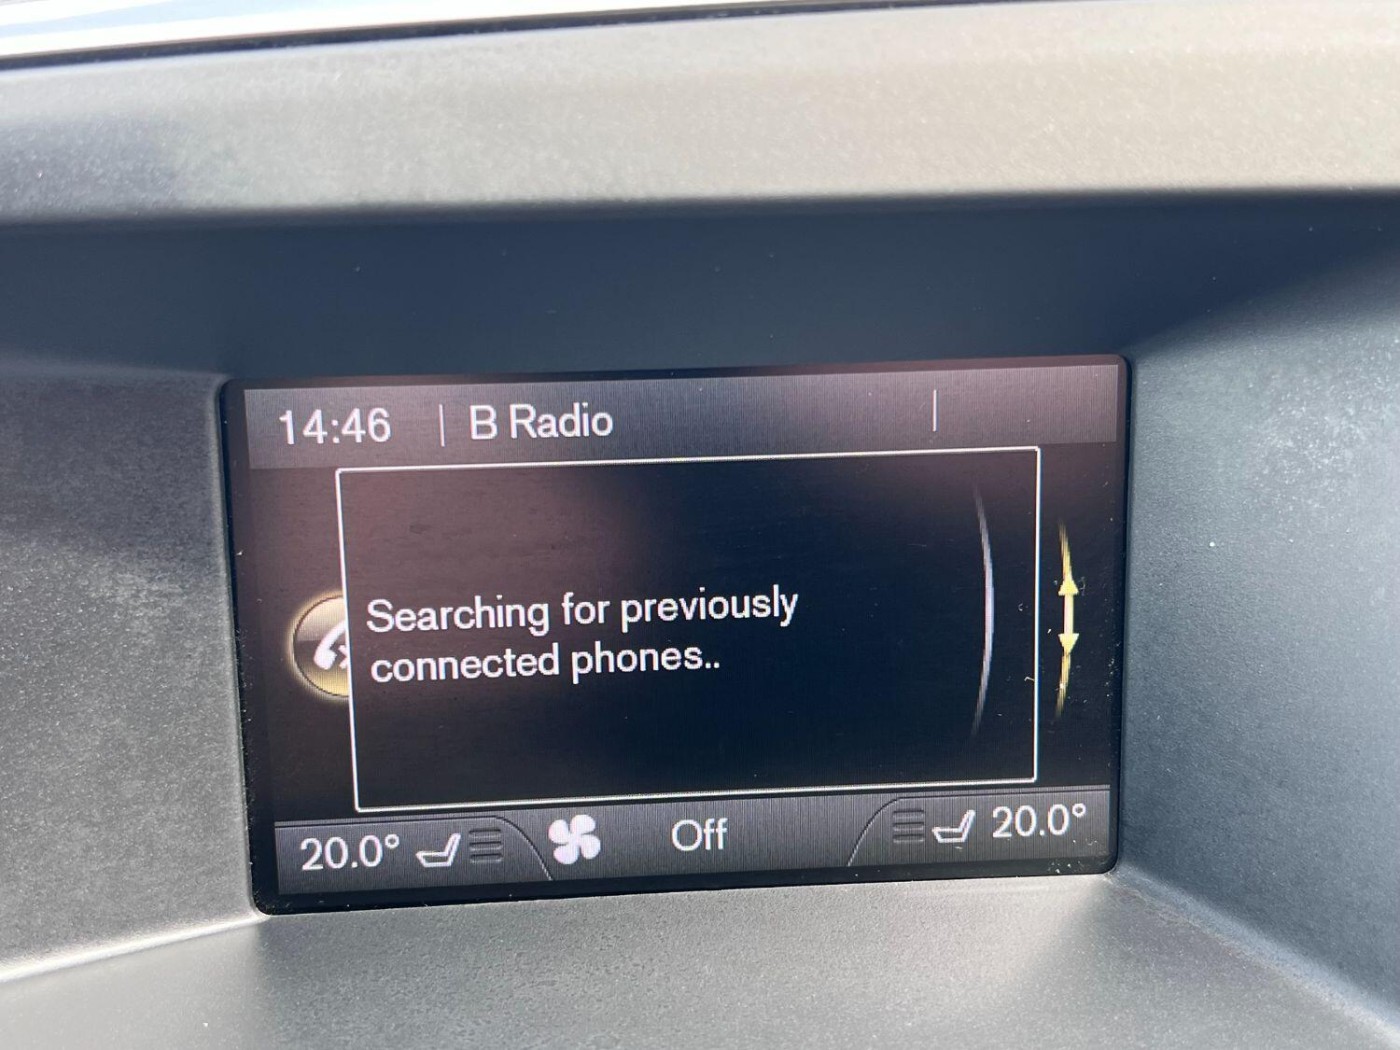 14:46 | B Radio |
Searching for previously
connected phones..
20.0° Off 20.0°